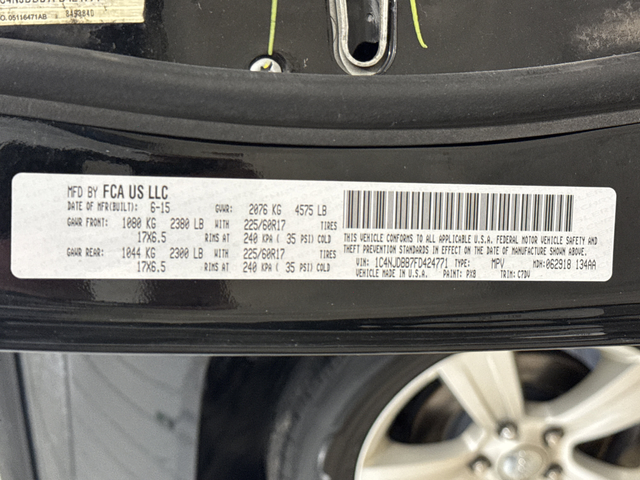 O. 05116471AB
MFD BY FCA US LLC
DATE OF MFR(BUILT): 6-15 GVWR: 2076 KG 4575 LB
GAWR FRONT: 1080 KG 2380 LB WITH 225/60R17 TIRES
17X6.5 RIMS AT 240 KPA ( 35 PSI) COLD
GAWR REAR: 1044 KG 2300 LB WITH 225/60R17 TIRES
17X6.5 RIMS AT 240 KPA ( 35 PSI) COLD
THIS VEHICLE CONFORMS TO ALL APPLICABLE U.S.A. FEDERAL MOTOR VEHICLE SAFETY AND
THEFT PREVENTION STANDARDS IN EFFECT ON THE DATE OF MANUFACTURE SHOWN ABOVE.
VIN: 1C4NJDBB7FD424771 TYPE: MPV MDH: 062918 134AA
VEHICLE MADE IN U.S.A. PAINT: PX8 TRIM: C7DV